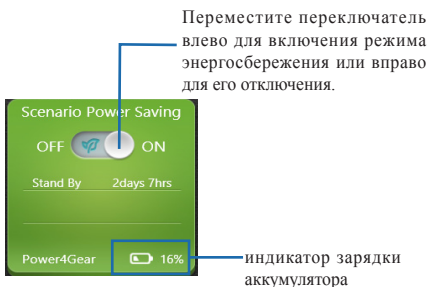 Переместите переключатель
влево для включения режима
энергосбережения или вправо
для его отключения.
Scenario Power Saving
OFF ON
Stand By 2days 7hrs
Power4Gear 16%
индикатор зарядки
аккумулятора